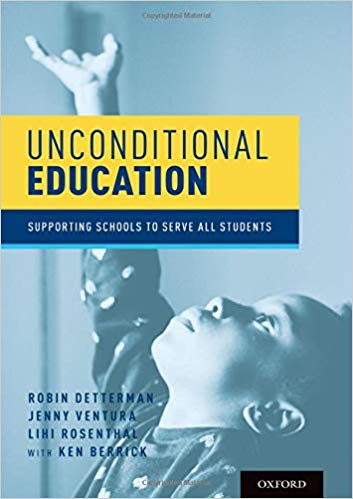 UNCONDITIONAL
EDUCATION
SUPPORTING SCHOOLS TO SERVE ALL STUDENTS
ROBIN DETTERMAN
JENNY VENTURA
LIHI ROSENTHAL
WITH KEN BERRICK
OXFORD